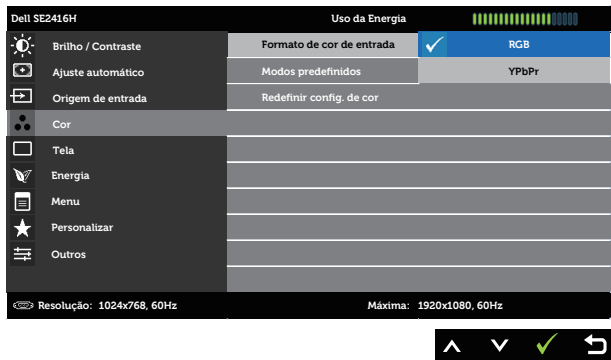 Dell SE2416H Uso da Energia
Brilho / Contraste Formato de cor de entrada RGB
Ajuste automático Modos predefinidos YPbPr
Origem de entrada Redefinir config. de cor
Cor
Tela
Energia
Menu
Personalizar
Outros
Resolução: 1024x768, 60Hz Máxima: 1920x1080, 60Hz